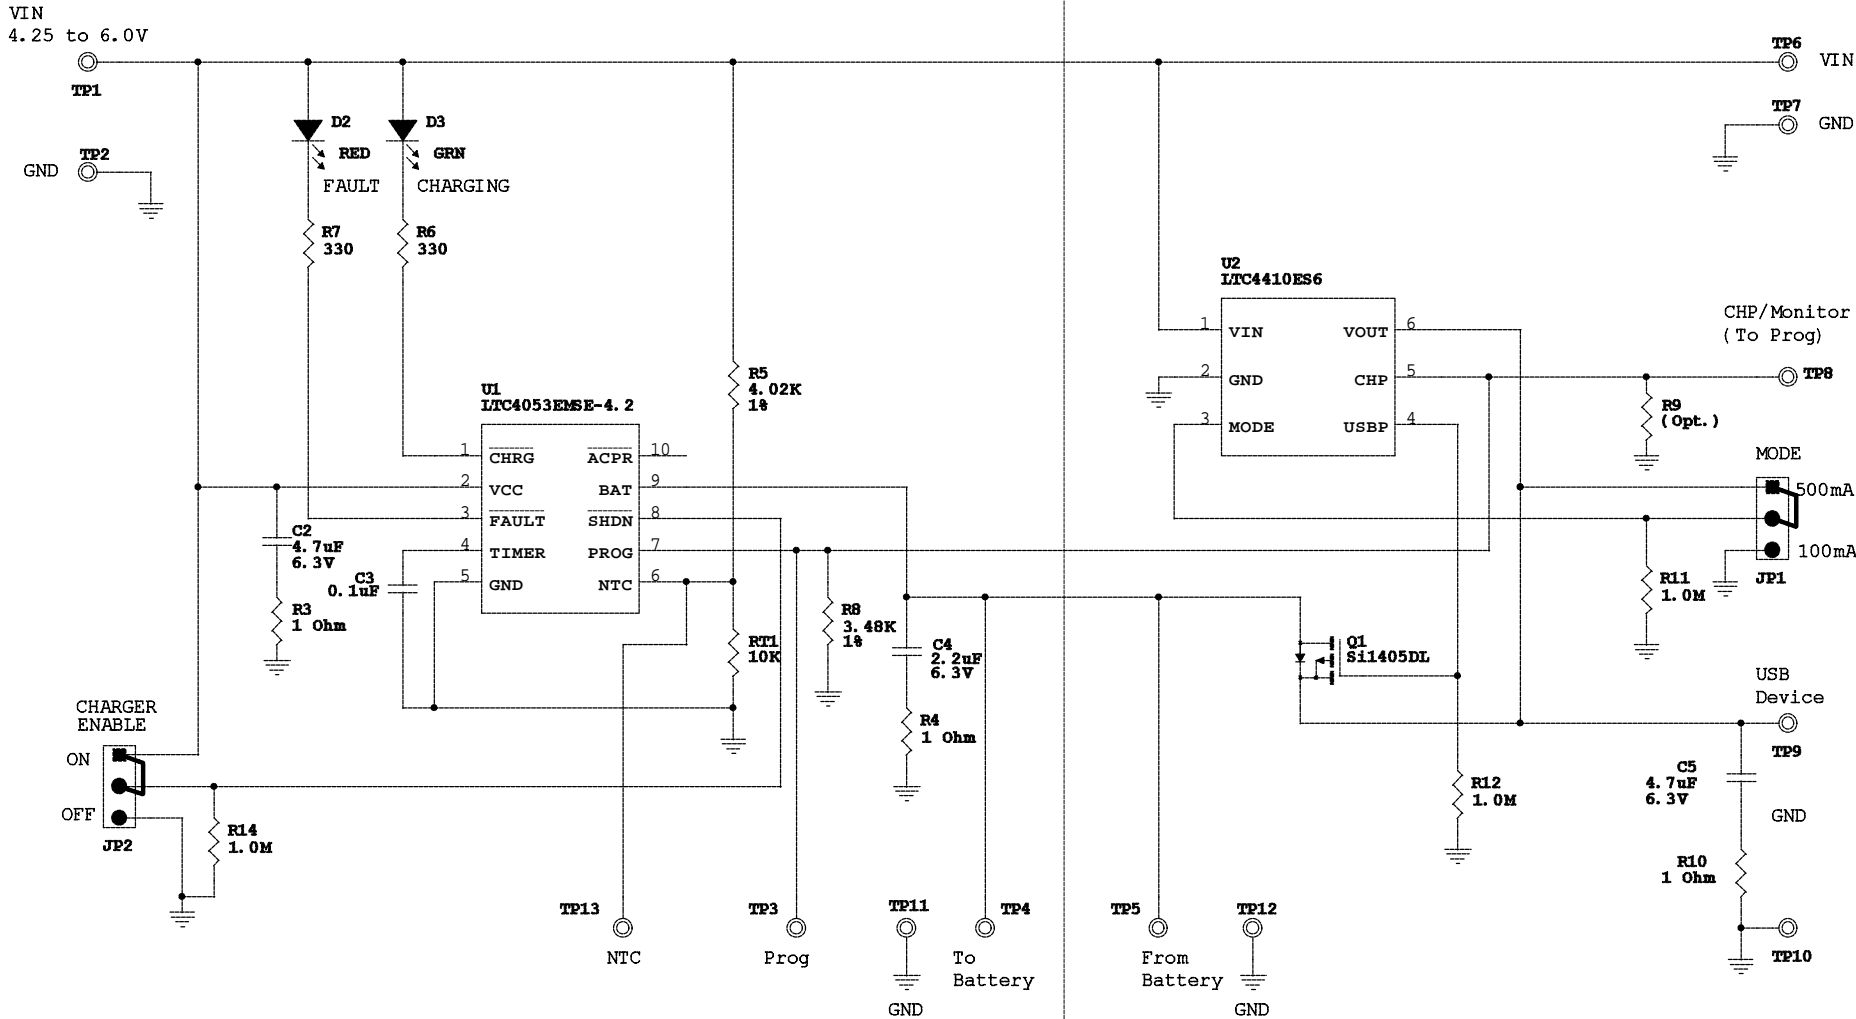 VIN
4.25 to 6.0V
TP1
GND
TP2
D2
RED
FAULT
D3
GRN
CHARGING
R7
330
R6
330
R5
4.02K
1%
U1
LTC4053EMSE-4.2
1
CHRG
2
VCC
3
FAULT
4
TIMER
5
GND
10
ACPR
9
BAT
8
SHDN
7
PROG
6
NTC
C2
4.7uF
6.3V
C3
0.1uF
R3
1 Ohm
RT1
10K
R8
3.48K
1%
C4
2.2uF
6.3V
R4
1 Ohm
CHARGER
ENABLE
ON
OFF
JP2
R14
1.0M
TP13
NTC
TP3
Prog
TP11
GND
TP4
To
Battery
TP5
From
Battery
TP12
GND
TP6
VIN
TP7
GND
U2
LTC4410ES6
1
VIN
2
GND
3
MODE
6
VOUT
5
CHP
4
USBP
CHP/Monitor
(To Prog)
TP8
R9
(Opt.)
MODE
500mA
100mA
JP1
R11
1.0M
Q1
Si1405DL
USB
Device
TP9
R12
1.0M
C5
4.7uF
6.3V
GND
R10
1 Ohm
TP10